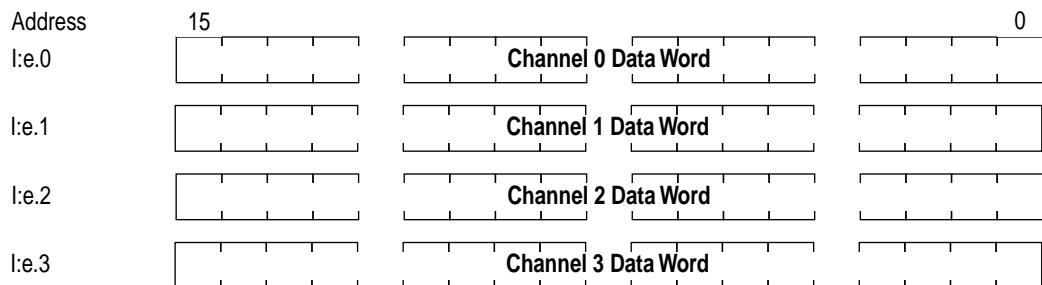 Address 15 0
I:e.0 Channel 0 Data Word
I:e.1 Channel 1 Data Word
I:e.2 Channel 2 Data Word
I:e.3 Channel 3 Data Word